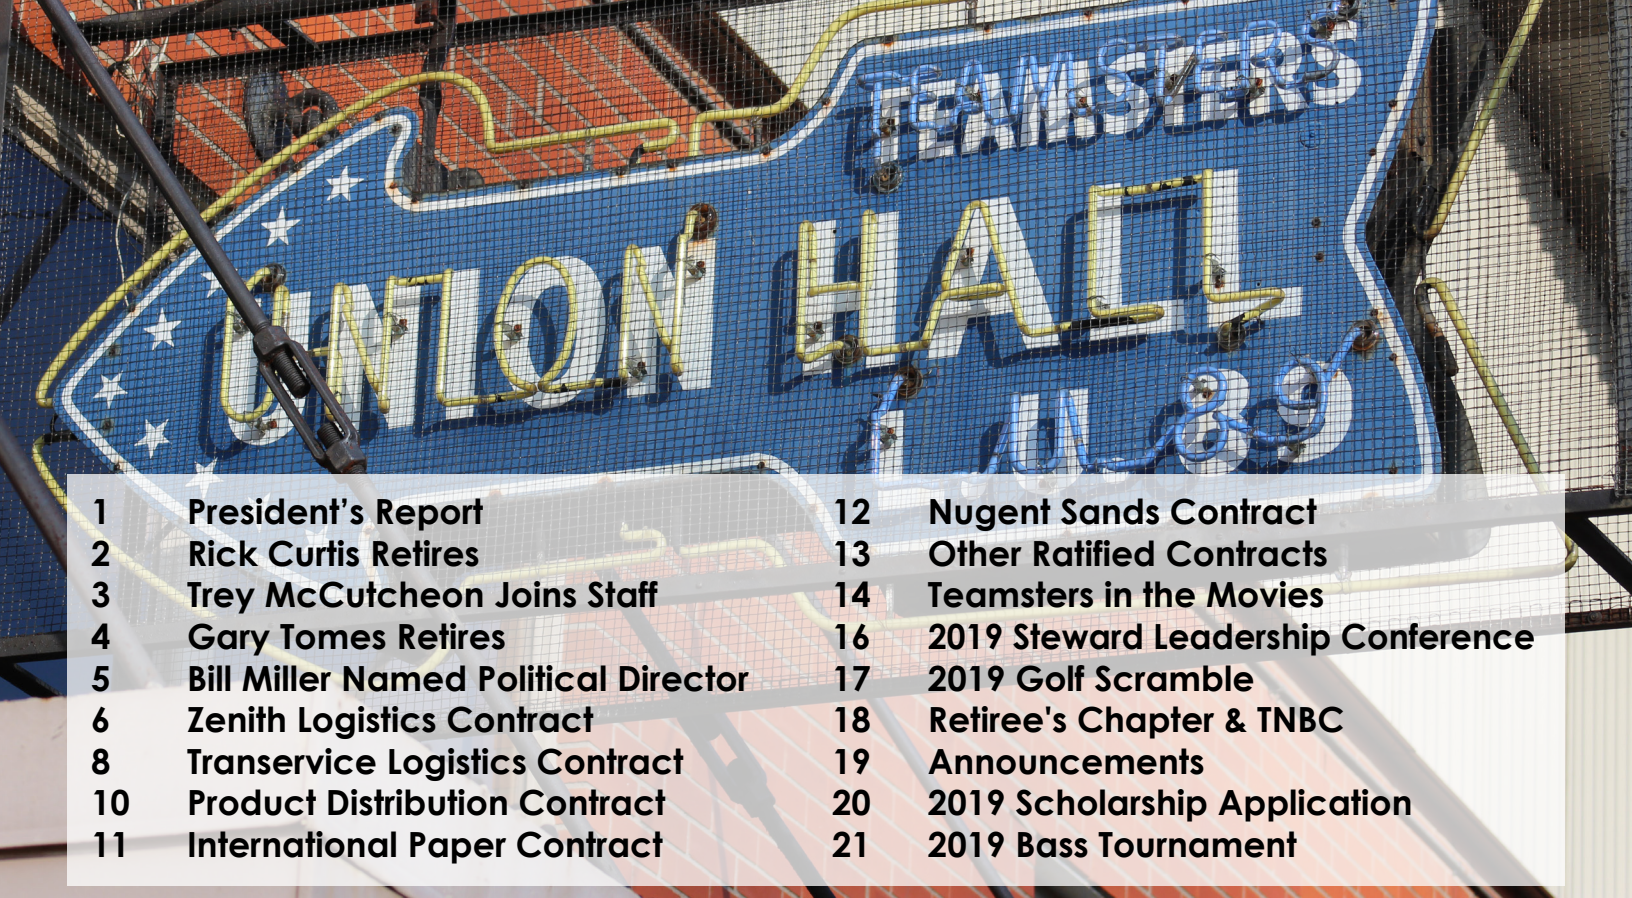 TEAMSTERS
UNION HALL
L.U. 89
1 President’s Report
2 Rick Curtis Retires
3 Trey McCutcheon Joins Staff
4 Gary Tomes Retires
5 Bill Miller Named Political Director
6 Zenith Logistics Contract
8 Transervice Logistics Contract
10 Product Distribution Contract
11 International Paper Contract
12 Nugent Sands Contract
13 Other Ratified Contracts
14 Teamsters in the Movies
16 2019 Steward Leadership Conference
17 2019 Golf Scramble
18 Retiree's Chapter & TNBC
19 Announcements
20 2019 Scholarship Application
21 2019 Bass Tournament